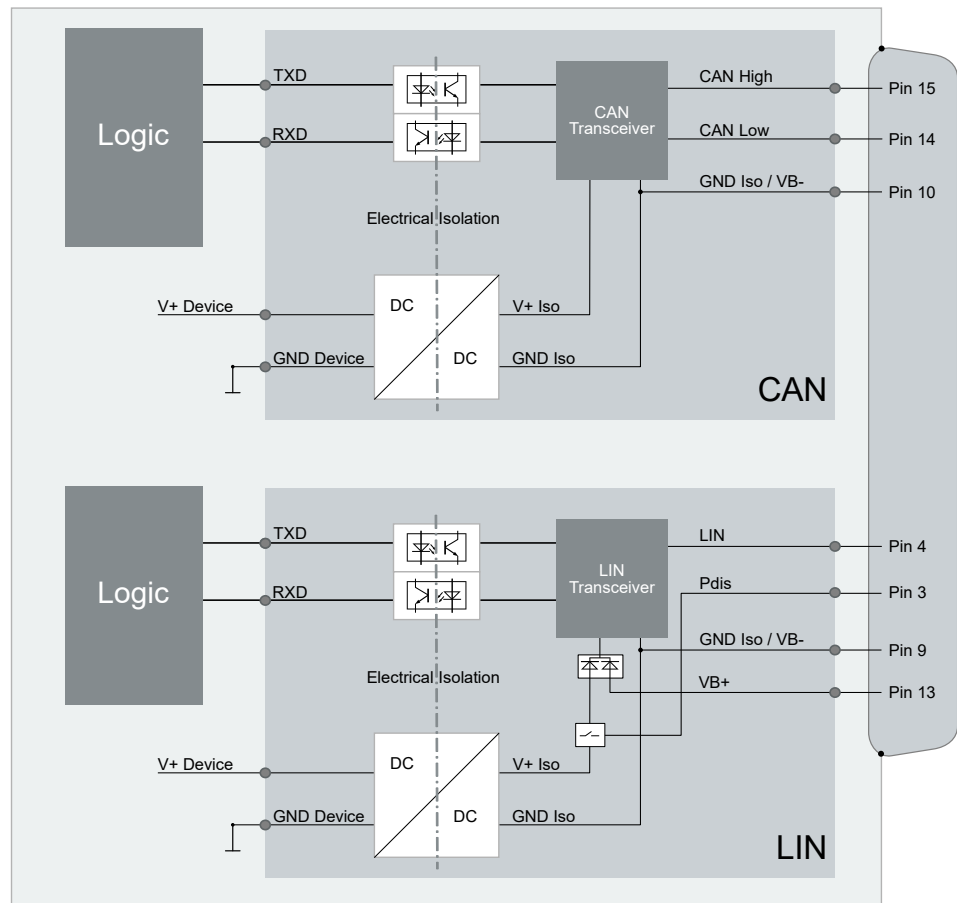 TXD
CAN High
Pin 15
Logic
CAN
Transceiver
RXD
CAN Low
Pin 14
GND Iso / VB-
Pin 10
Electrical Isolation
V+ Device
DC
V+ Iso
GND Device
DC
GND Iso
CAN
TXD
LIN
Pin 4
Logic
LIN
Transceiver
RXD
Pdis
Pin 3
GND Iso / VB-
Pin 9
Electrical Isolation
VB+
Pin 13
V+ Device
DC
V+ Iso
GND Device
DC
GND Iso
LIN